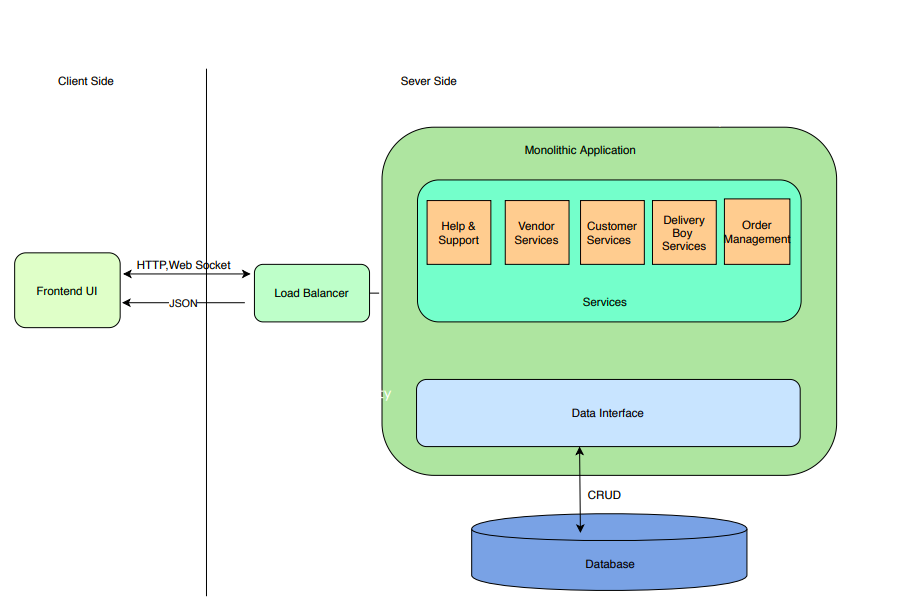 Client Side
Sever Side
Monolithic Application
Help &
Support
Vendor
Services
Customer
Services
Delivery
Boy
Services
Order
Management
Services
HTTP,Web Socket
JSON
Frontend UI
Load Balancer
Data Interface
CRUD
Database